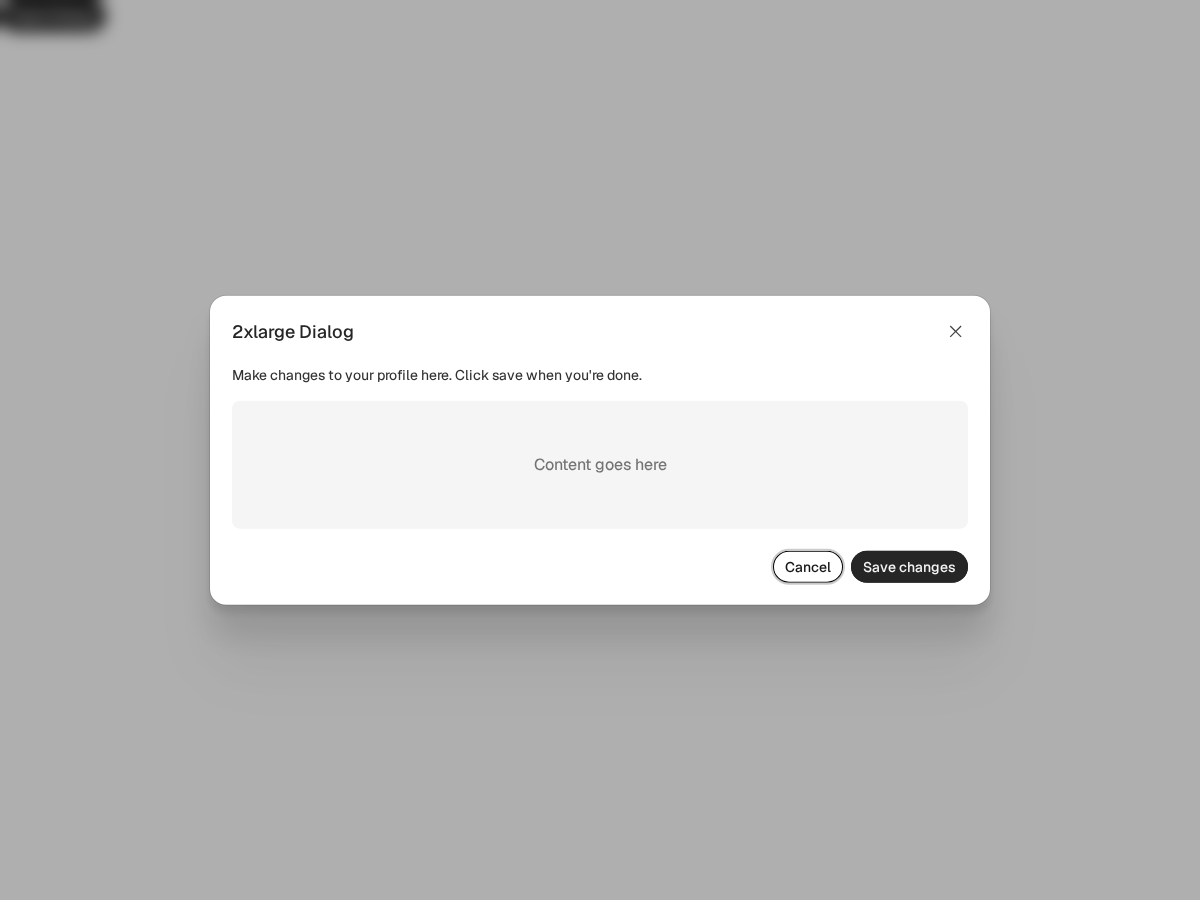 2xlarge Dialog
Make changes to your profile here. Click save when you're done.
Content goes here
Cancel
Save changes